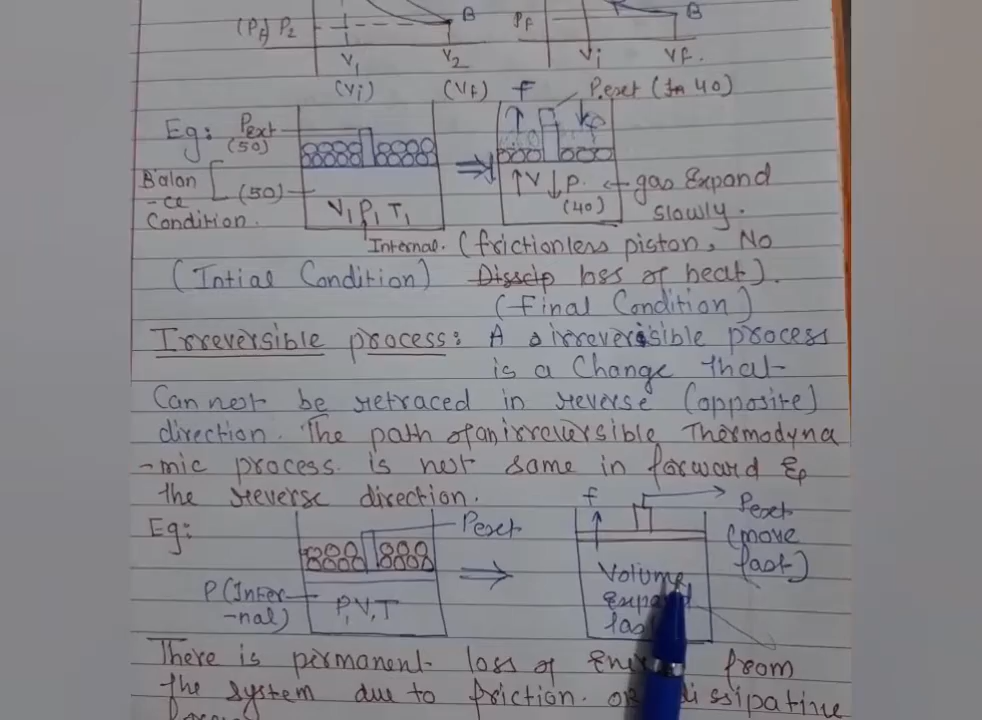 (Pf) P2 B Pf B
V1 V2 Vi VF.
(Vi) (Vf) F Pext (In 40)
Eg: Pext
(50)
Balan
-ce
Condition. (50)
V1 P1 T1
↑V ↓P. gas Expand
(40) slowly.
Internal. (frictionless piston, No
(Intial Condition) loss of heat).
(Final Condition)
Irreversible process: A irreversible process
is a Change that
Can not be retraced in reverse (opposite)
direction. The path of an irreversible Thermodyna
-mic process. is not same in forward &
the reverse direction.
Eg: Pext f Pext
(move
fast)
P(Inter
-nal) P,V,T
Volume
There is permanent loss of from
the system due to friction. or